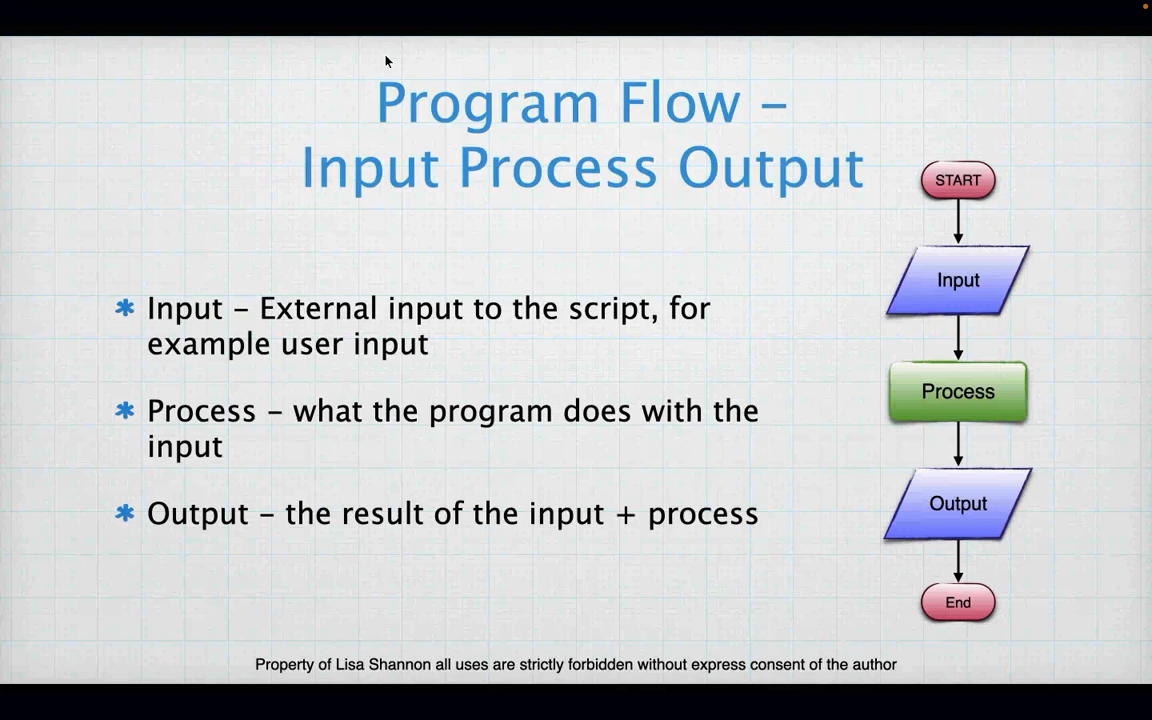 Program Flow –
Input Process Output
START
Input
Process
Output
End
✱ Input – External input to the script, for
example user input
✱ Process – what the program does with the
input
✱ Output – the result of the input + process
Property of Lisa Shannon all uses are strictly forbidden without express consent of the author